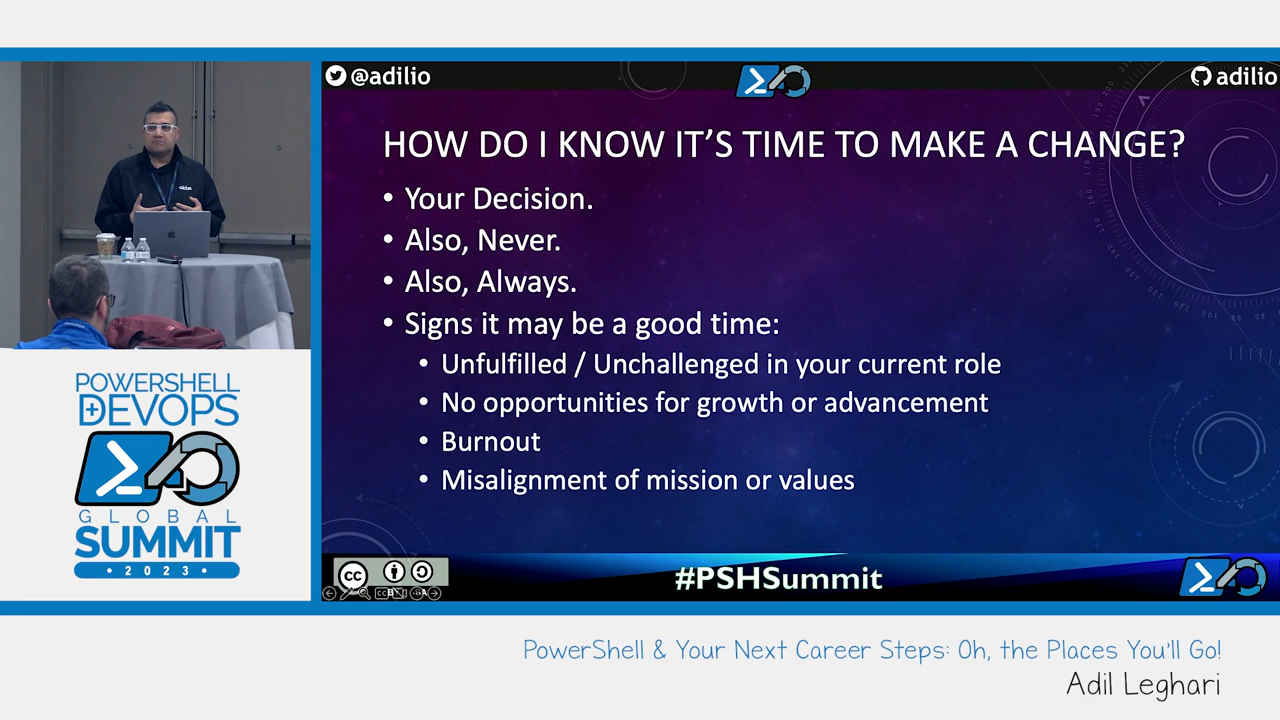 @adilio
adilio
HOW DO I KNOW IT'S TIME TO MAKE A CHANGE?
• Your Decision.
• Also, Never.
• Also, Always.
• Signs it may be a good time:
• Unfulfilled / Unchallenged in your current role
• No opportunities for growth or advancement
• Burnout
• Misalignment of mission or values
#PSHSummit
okta
POWERSHELL
+DEVOPS
GLOBAL
SUMMIT
• 2023 •
PowerShell & Your Next Career Steps: Oh, the Places You'll Go!
Adil Leghari